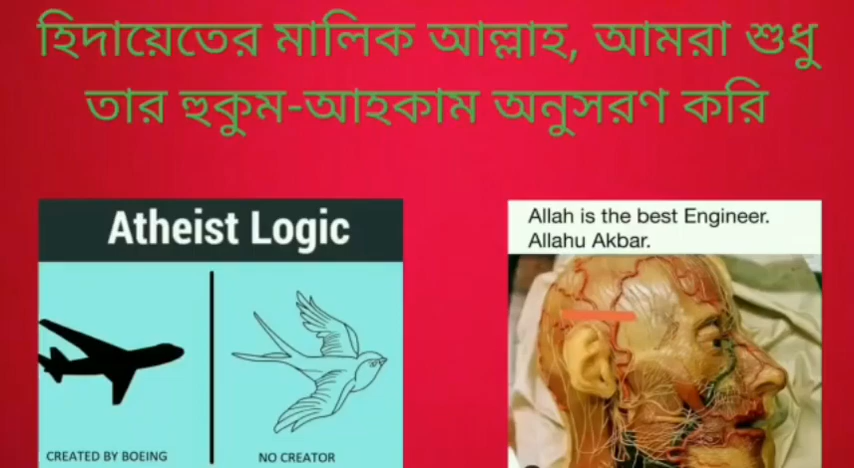 হিদায়েতের মালিক আল্লাহ, আমরা শুধু
তার হুকুম-আহকাম অনুসরণ করি
Atheist Logic
CREATED BY BOEING
NO CREATOR
Allah is the best Engineer.
Allahu Akbar.